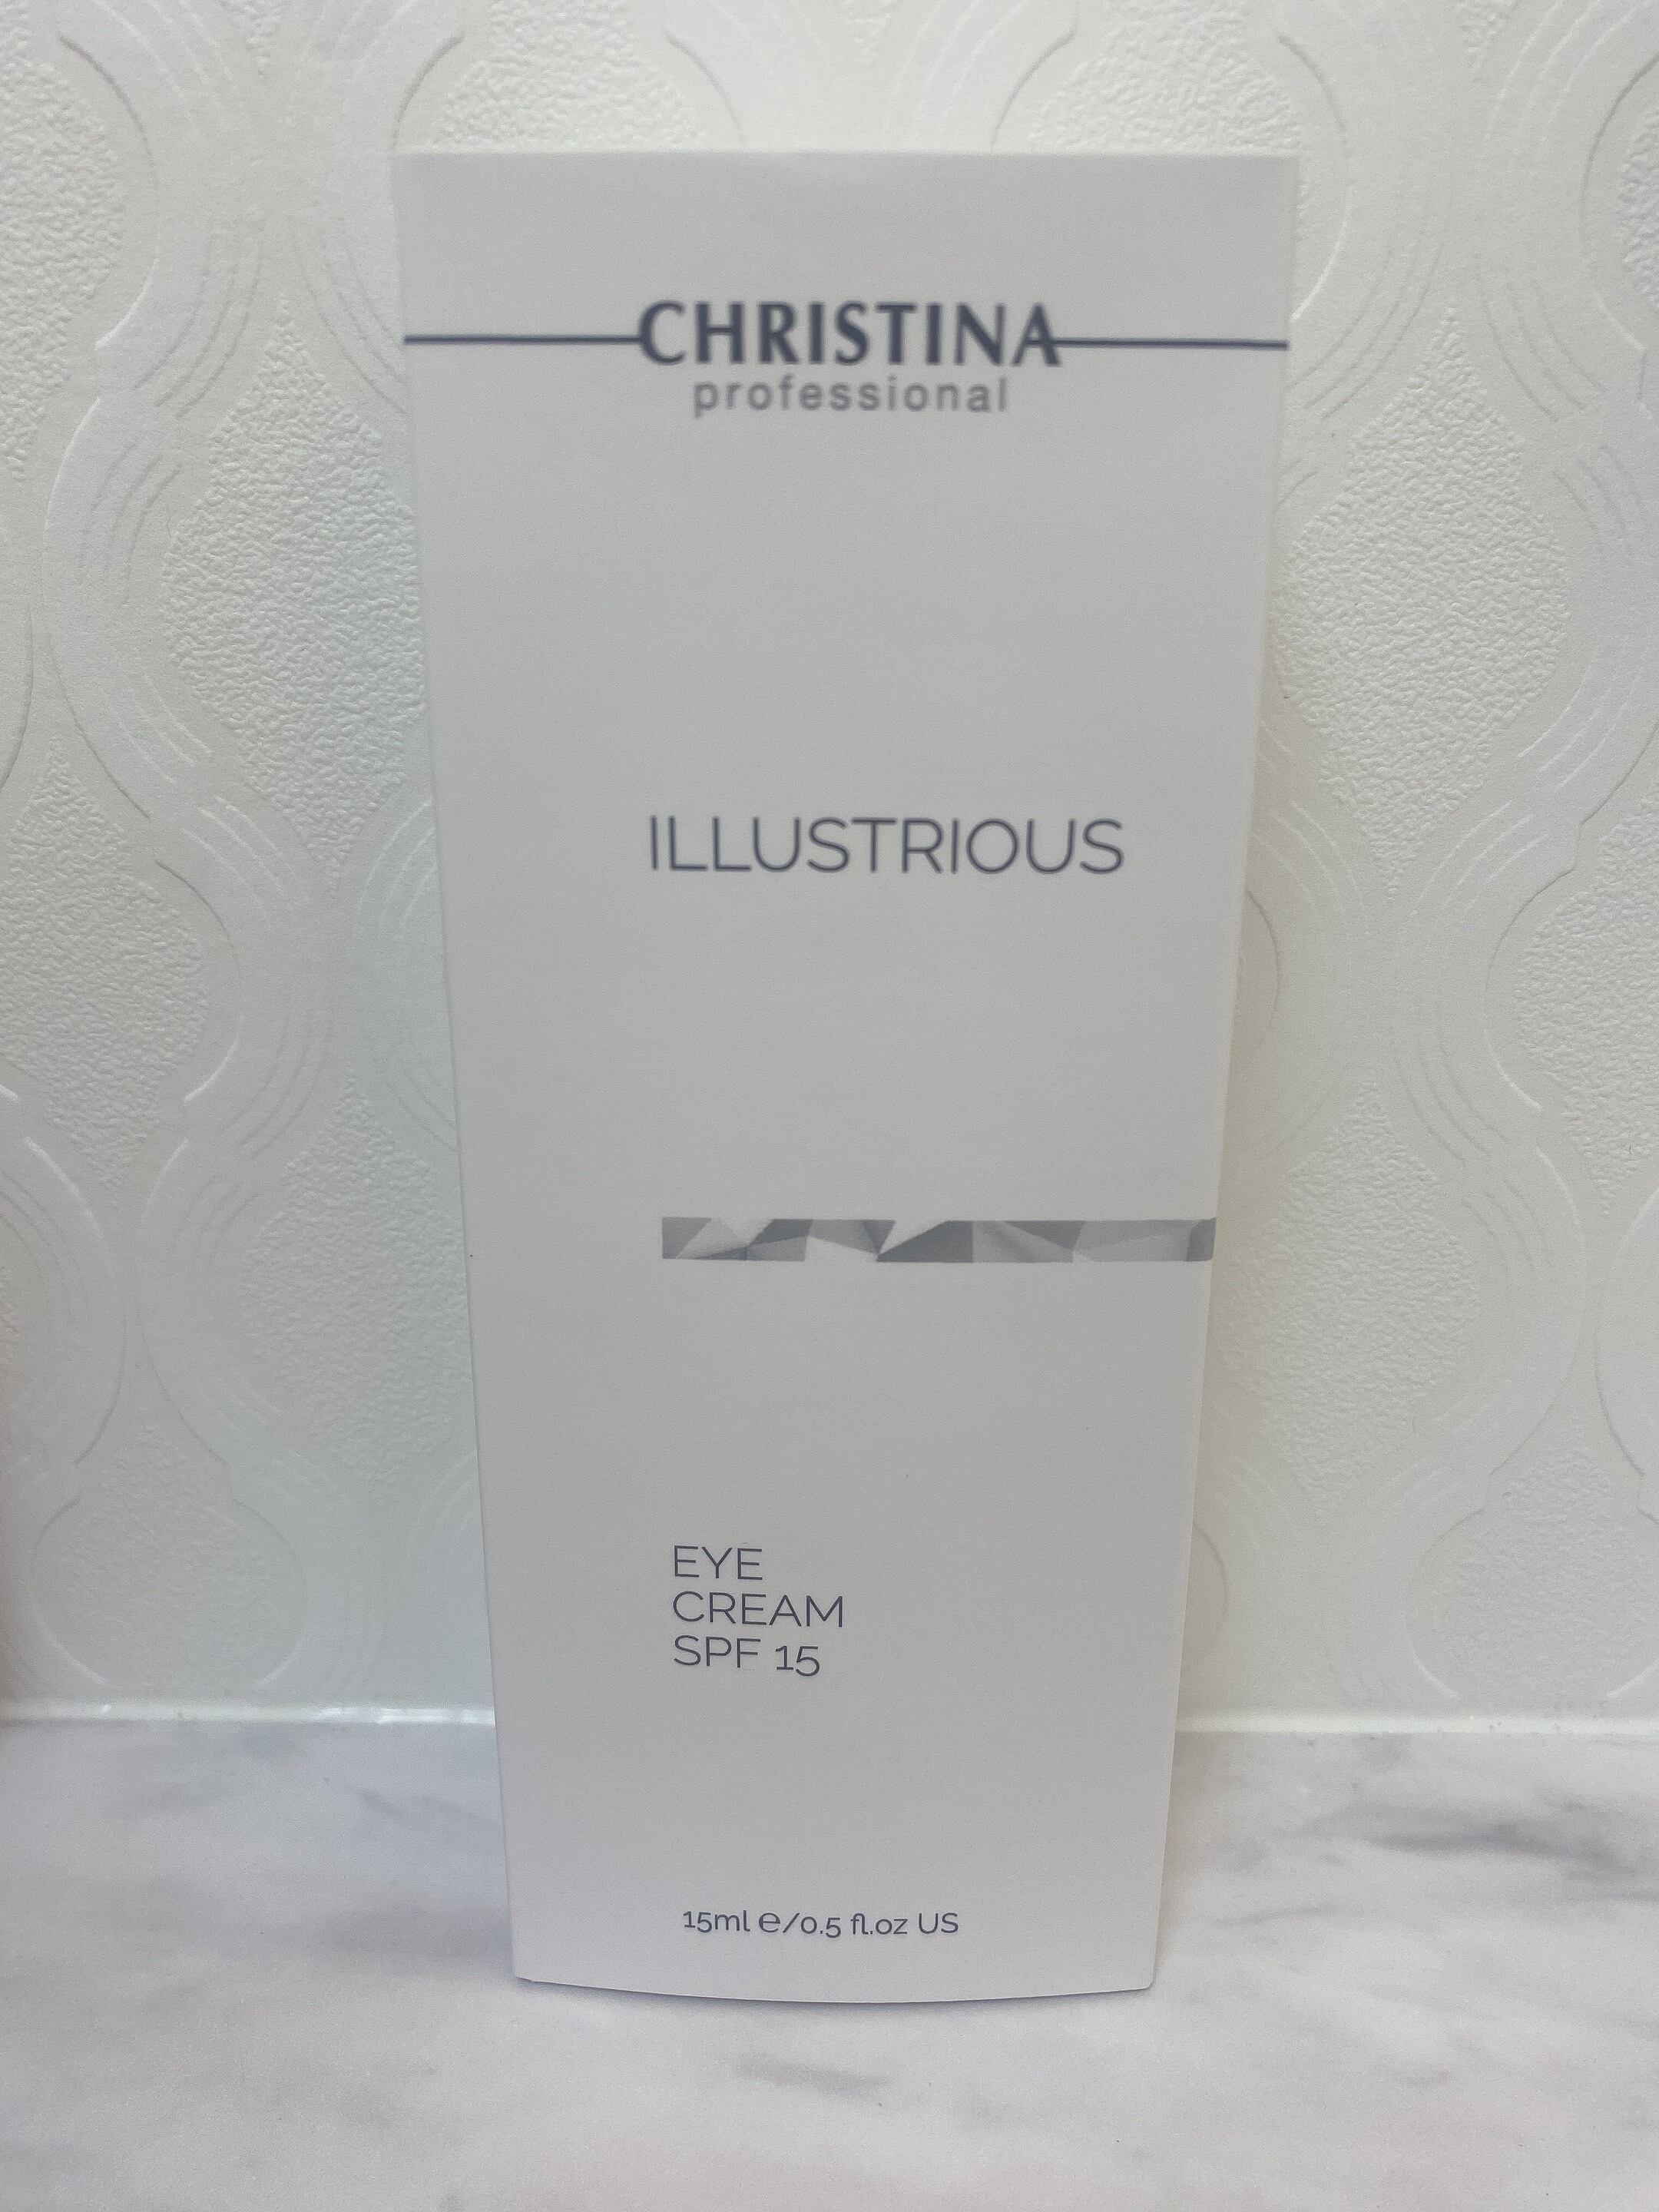 CHRISTINA
professional
ILLUSTRIOUS
EYE
CREAM
SPF 15
15ml ℮/0.5 fl.oz US